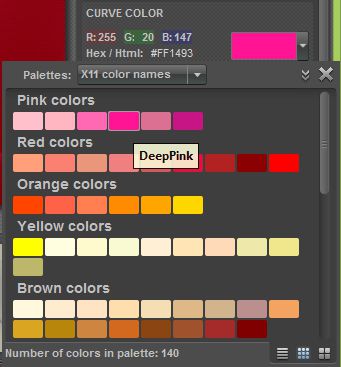 CURVE COLOR
R: 255 G: 20 B: 147
Hex / Html: #FF1493
Palettes: X11 color names
Pink colors
DeepPink
Red colors
Orange colors
Yellow colors
Brown colors
Number of colors in palette: 140